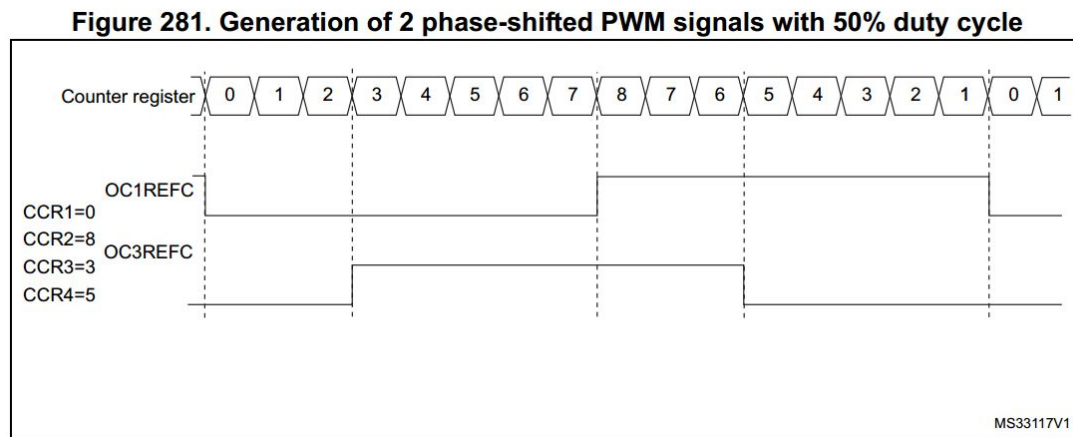 Figure 281. Generation of 2 phase-shifted PWM signals with 50% duty cycle
Counter register 0 1 2 3 4 5 6 7 8 7 6 5 4 3 2 1 0 1
OC1REFC
CCR1=0
CCR2=8
OC3REFC
CCR3=3
CCR4=5
MS33117V1